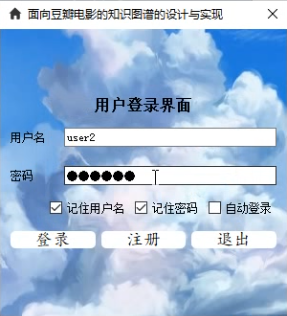 面向豆瓣电影的知识图谱的设计与实现
用户登录界面
用户名 user2
密码 ●●●●●●
记住用户名 记住密码 自动登录
登录 注册 退出